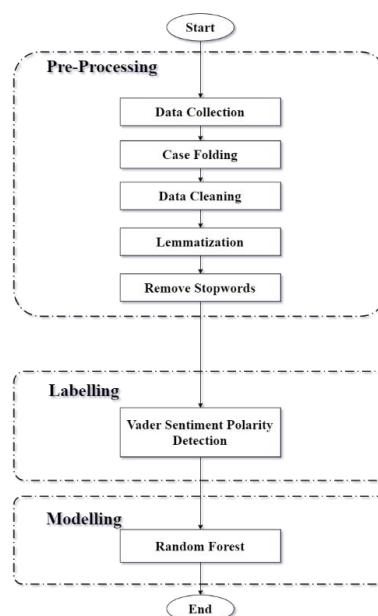 Start
Pre-Processing
Data Collection
Case Folding
Data Cleaning
Lemmatization
Remove Stopwords
Labelling
Vader Sentiment Polarity
Detection
Modelling
Random Forest
End